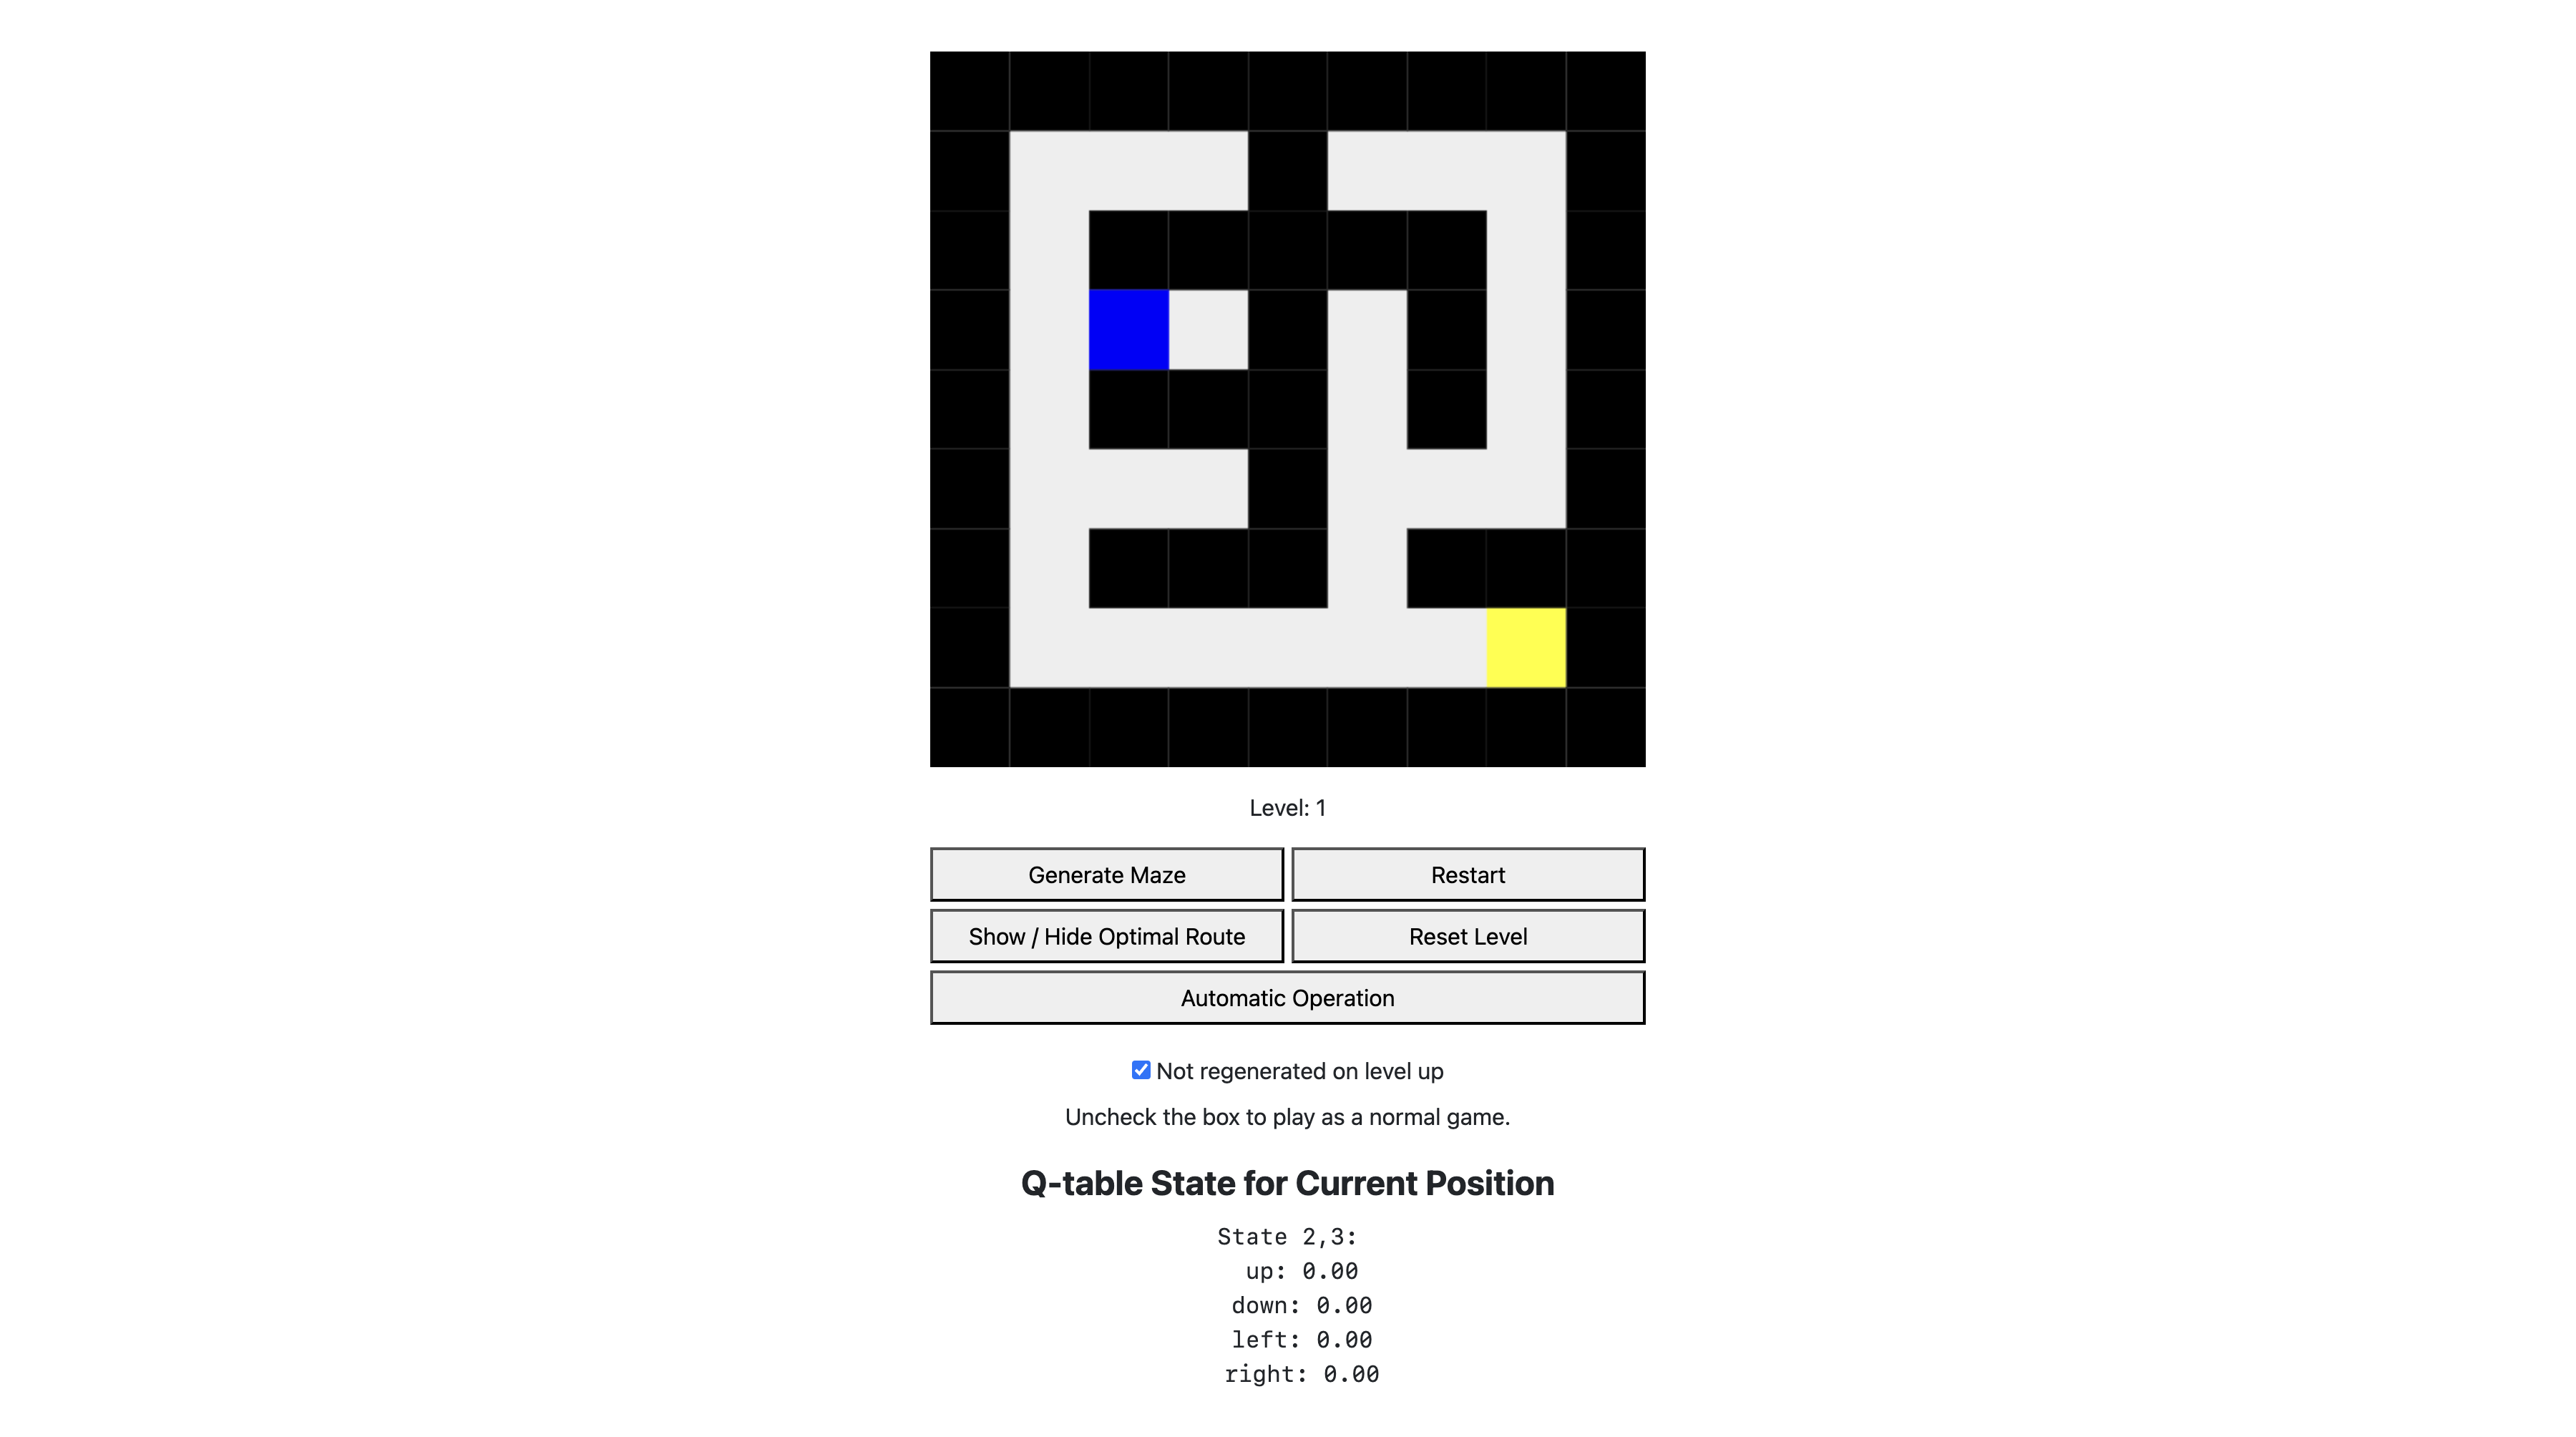 Level: 1
Generate Maze
Restart
Show / Hide Optimal Route
Reset Level
Automatic Operation
Not regenerated on level up
Uncheck the box to play as a normal game.
Q-table State for Current Position
State 2,3:
up: 0.00
down: 0.00
left: 0.00
right: 0.00